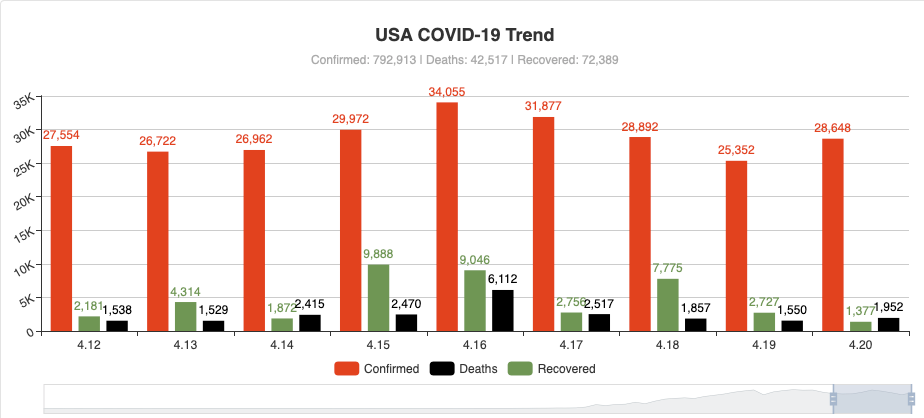 USA COVID-19 Trend
Confirmed: 792,913 | Deaths: 42,517 | Recovered: 72,389
35K
30K
25K
20K
15K
10K
5K
0
27,554
2,181
1,538
26,722
4,314
1,529
26,962
1,872
2,415
29,972
9,888
2,470
34,055
9,046
6,112
31,877
2,756
2,517
28,892
7,775
1,857
25,352
2,727
1,550
28,648
1,377
1,952
4.12 4.13 4.14 4.15 4.16 4.17 4.18 4.19 4.20
Confirmed Deaths Recovered